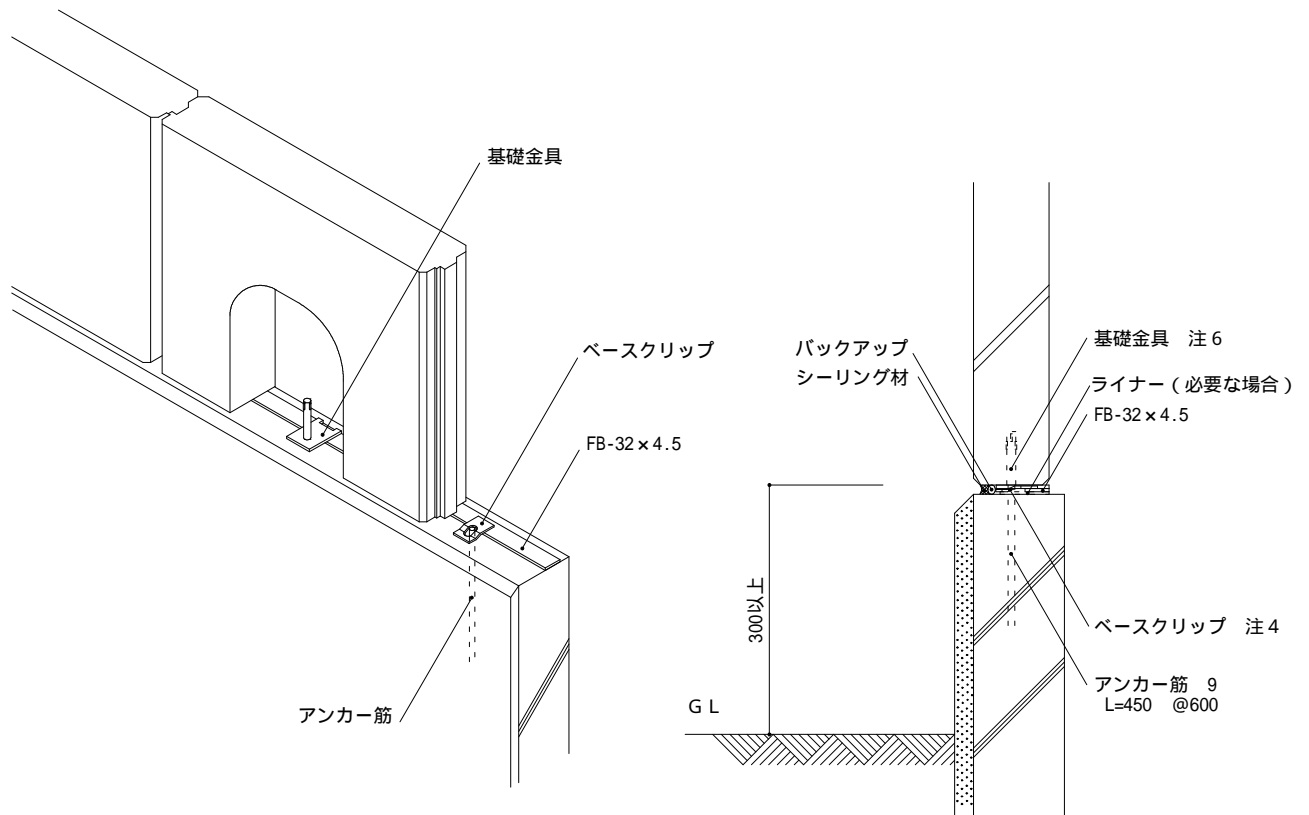 基礎金具
ベースクリップ
FB-32×4.5
アンカー筋
バックアップ
シーリング材
基礎金具　注6
ライナー（必要な場合）
FB-32×4.5
300以上
ＧＬ
ベースクリップ　注4
アンカー筋　9
L=450　@600